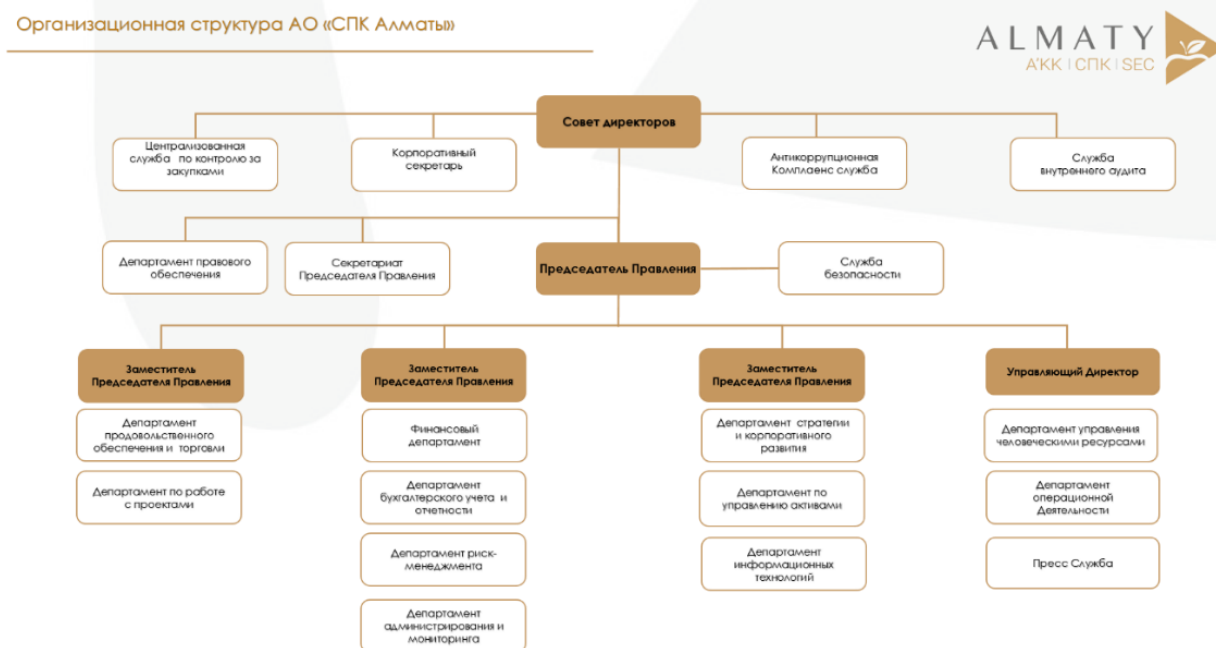 Организационная структура АО «СПК Алматы»
ALMATY
А'КК | СПК | SEC
Совет директоров
Централизованная
служба по контролю за
закупками
Корпоративный
секретарь
Антикоррупционная
Комплаенс служба
Служба
внутреннего аудита
Департамент правового
обеспечения
Секретариат
Председателя Правления
Председатель Правления
Служба
безопасности
Заместитель
Председателя Правления
Заместитель
Председателя Правления
Заместитель
Председателя Правления
Управляющий Директор
Департамент
продовольственного
обеспечения и торговли
Финансовый
департамент
Департамент стратегии
и корпоративного
развития
Департамент управления
человеческими ресурсами
Департамент по работе
с проектами
Департамент
бухгалтерского учета и
отчетности
Департамент по
управлению активами
Департамент
операционной
Деятельности
Департамент риск-
менеджмента
Департамент
информационных
технологий
Пресс Служба
Департамент
администрирования и
мониторинга